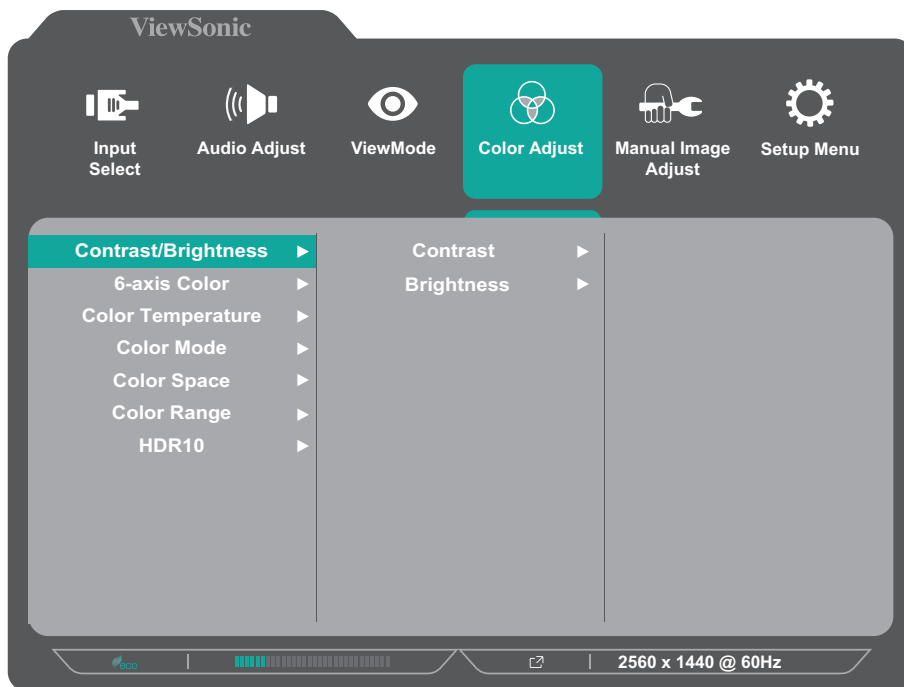 ViewSonic
Input
Select
Audio Adjust
ViewMode
Color Adjust
Manual Image
Adjust
Setup Menu
Contrast/Brightness
6-axis Color
Color Temperature
Color Mode
Color Space
Color Range
HDR10
Contrast
Brightness
eco
2560 x 1440 @ 60Hz